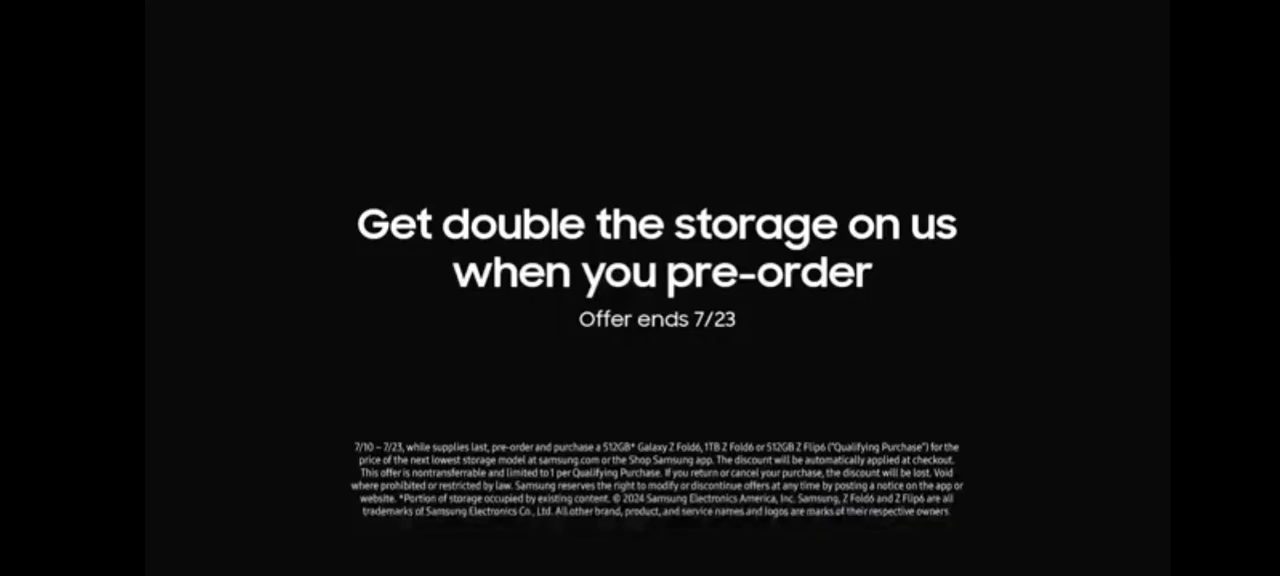 Get double the storage on us
when you pre-order
Offer ends 7/23
7/10 – 7/23, while supplies last, pre-order and purchase a 512GB* Galaxy Z Fold6, 1TB Z Fold6 or 512GB Z Flip6 ("Qualifying Purchase") for the
price of the next lowest storage model at samsung.com or the Shop Samsung app. The discount will be automatically applied at checkout.
This offer is nontransferrable and limited to 1 per Qualifying Purchase. If you return or cancel your purchase, the discount will be lost. Void
where prohibited or restricted by law. Samsung reserves the right to modify or discontinue offers at any time by posting a notice on the app or
website. *Portion of storage occupied by existing content. © 2024 Samsung Electronics America, Inc. Samsung, Z Fold6 and Z Flip6 are all
trademarks of Samsung Electronics Co., Ltd. All other brand, product, and service names and logos are marks of their respective owners.